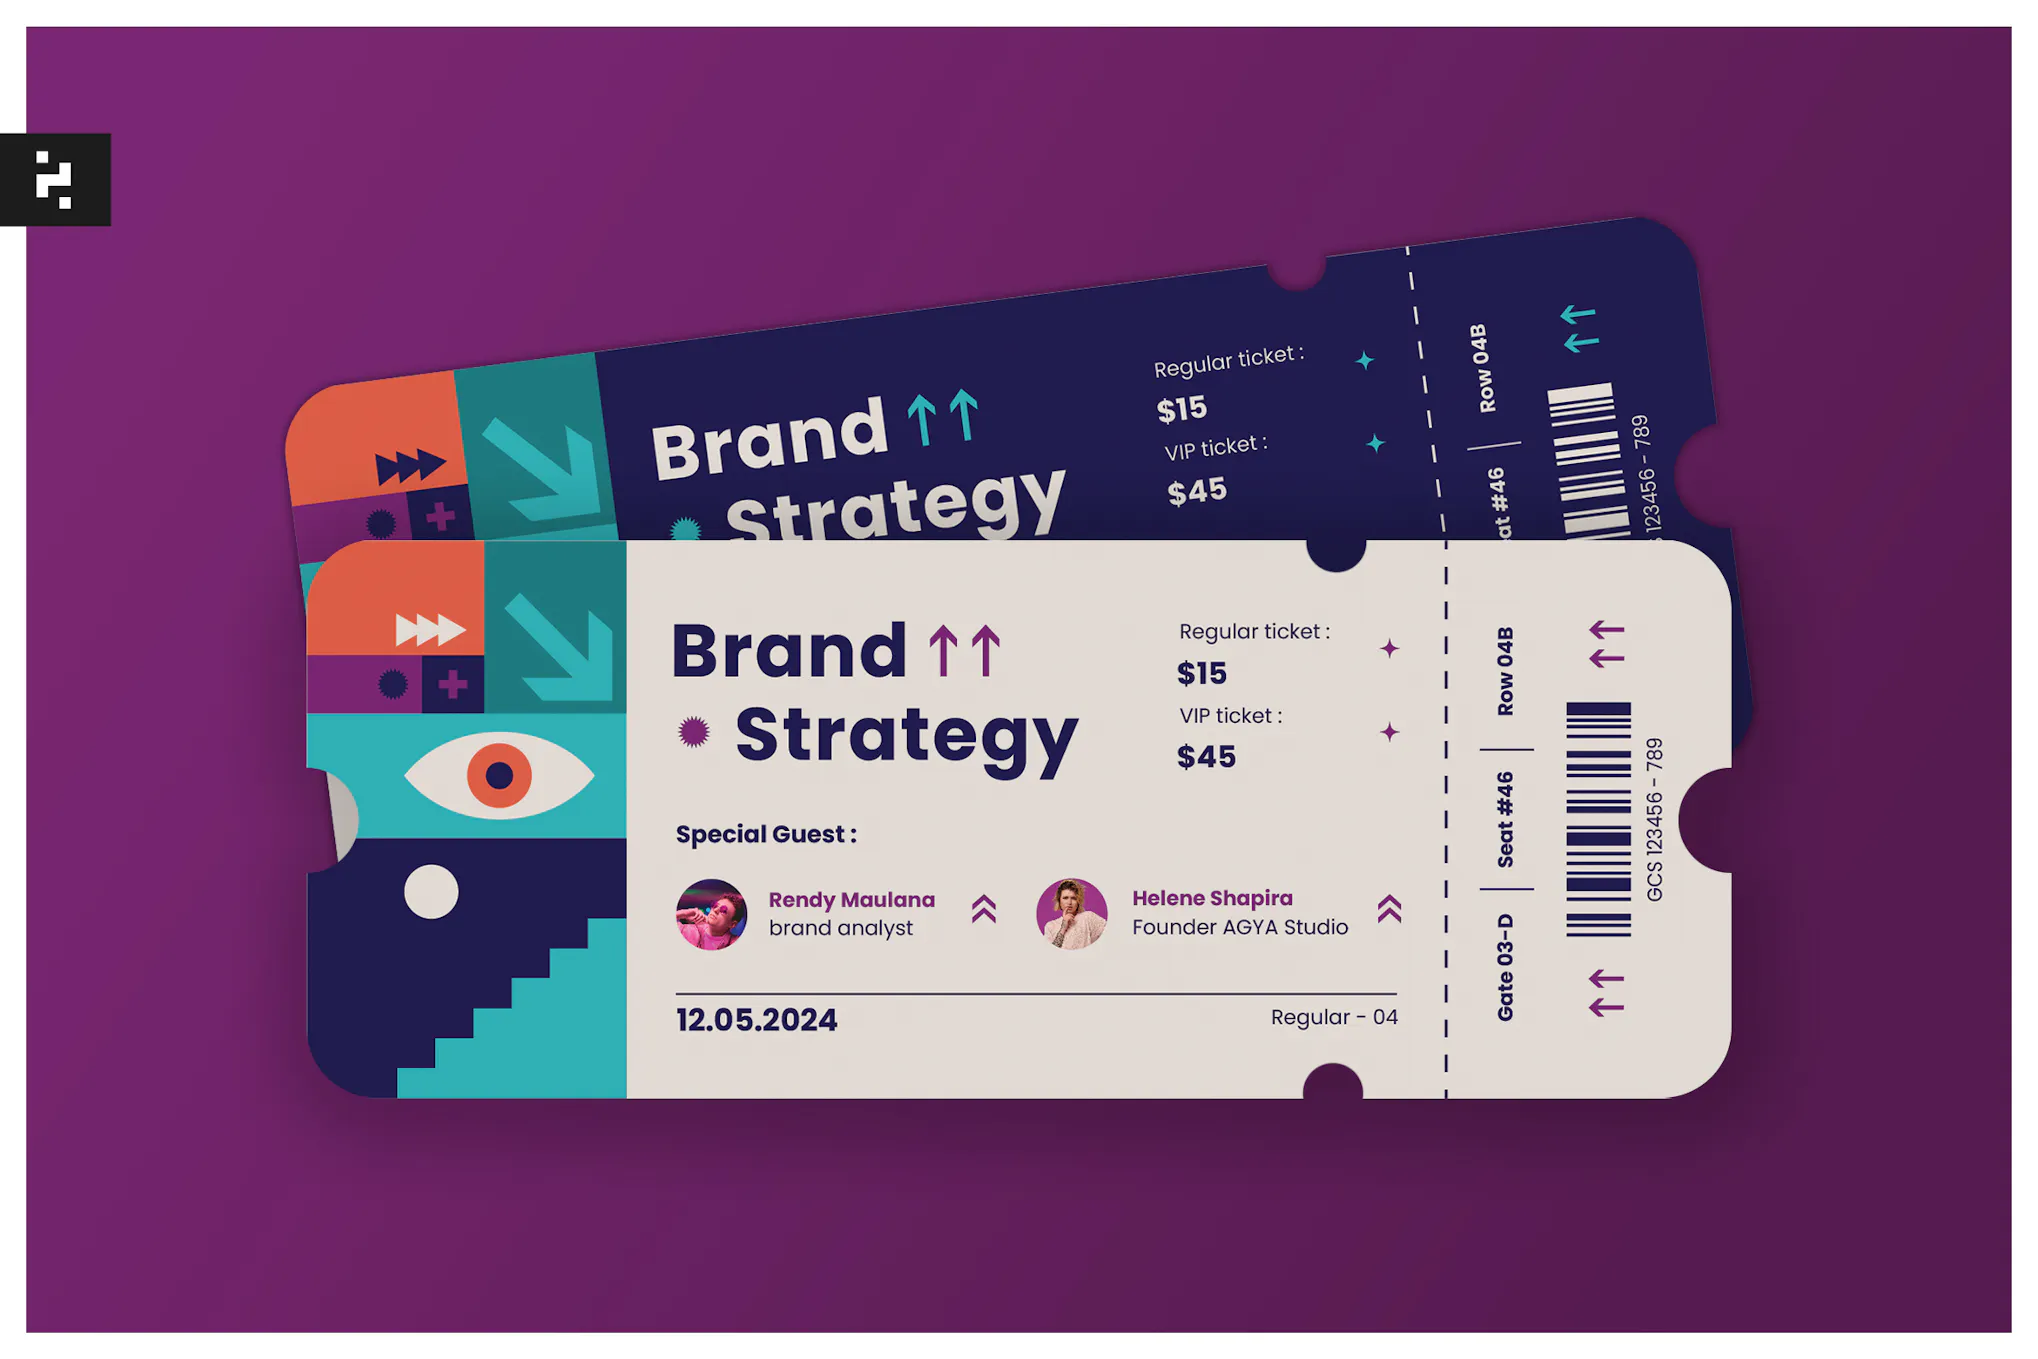 Brand
Strategy
Regular ticket :
$15
VIP ticket :
$45
Row 04B
at #46
123456 - 789
Brand
Strategy
Regular ticket :
$15
VIP ticket :
$45
Special Guest :
Rendy Maulana
brand analyst
Helene Shapira
Founder AGYA Studio
12.05.2024
Regular - 04
Row 04B
Seat #46
Gate 03-D
GCS 123456 - 789